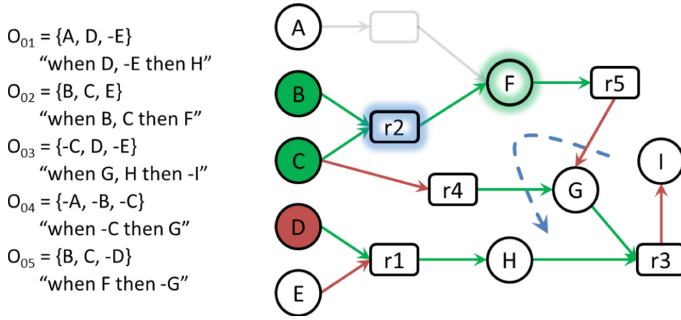 O01 = {A, D, -E}
“when D, -E then H”
O02 = {B, C, E}
“when B, C then F”
O03 = {-C, D, -E}
“when G, H then -I”
O04 = {-A, -B, -C}
“when -C then G”
O05 = {B, C, -D}
“when F then -G”
A
B
C
D
E
r2
r4
r1
F
H
r5
G
I
r3